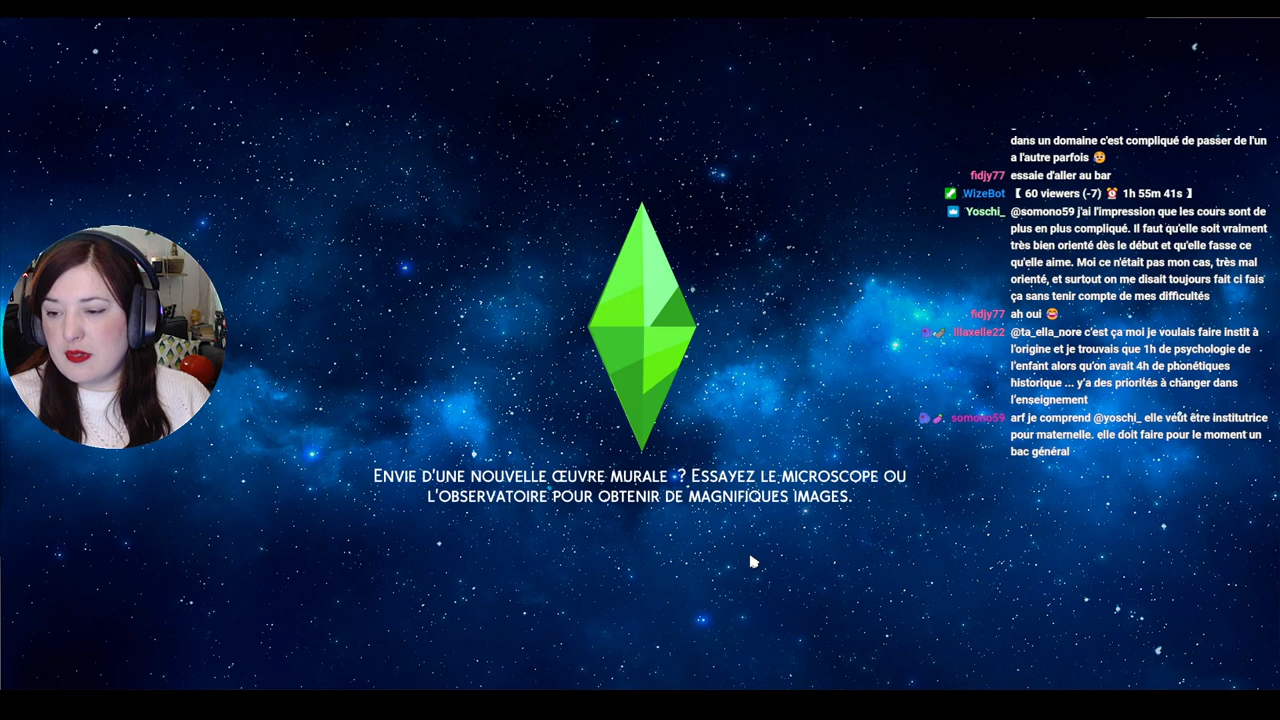 dans un domaine c'est compliqué de passer de l'un
a l'autre parfois 🥺
fidjy77 essaie d'aller au bar
WizeBot 【 60 viewers (-7) ⏰ 1h 55m 41s 】
Yoschi_ @somono59 j'ai l'impression que les cours sont de
plus en plus compliqué. Il faut qu'elle soit vraiment
très bien orienté dès le début et qu'elle fasse ce
qu'elle aime. Moi ce n'était pas mon cas, très mal
orienté, et surtout on me disait toujours fait ci fais
ça sans tenir compte de mes difficultés
fidjy77 ah oui 🥰
@ta_ella_nore c'est ça moi je voulais faire instit à
l'origine et je trouvais que 1h de psychologie de
l'enfant alors qu'on avait 4h de phonétiques
historique ... y'a des priorités à changer dans
l'enseignement
somono59 arf je comprend @yoschi_ elle veut être institutrice
pour maternelle. elle doit faire pour le moment un
bac général
Envie d'une nouvelle œuvre murale ? Essayez le microscope ou
l'observatoire pour obtenir de magnifiques images.